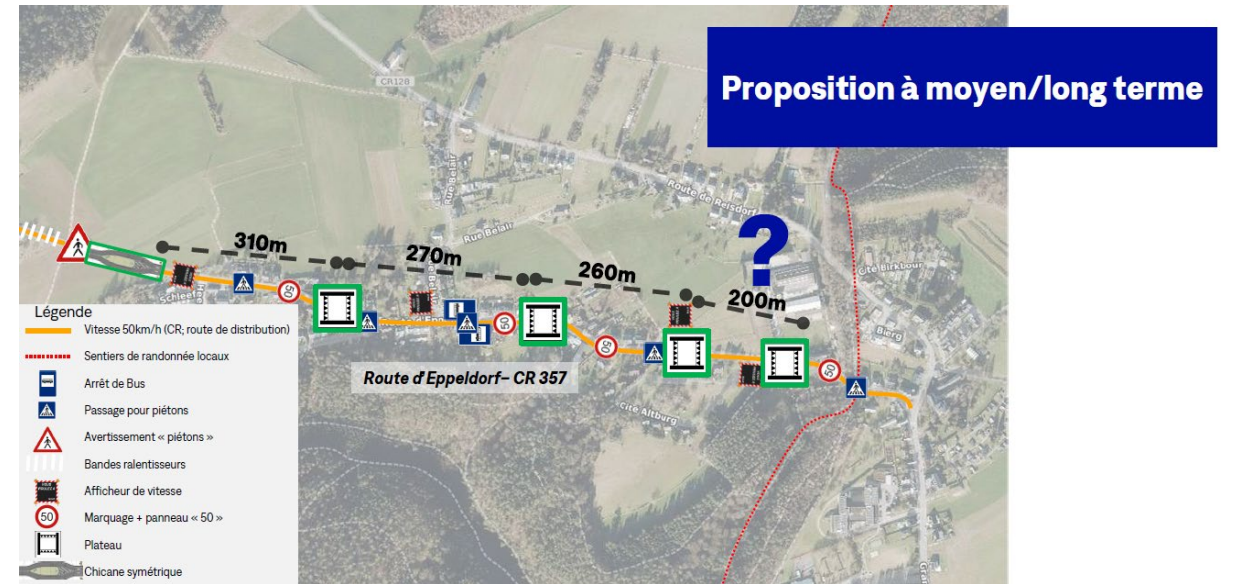 Proposition à moyen/long terme
CR128
Rue Belair
Route de Reisdorf
Rue Belair
?
310m
270m
260m
200m
Cité Birkbour
Bierg
50
50
50
50
Route d'Eppeldorf– CR 357
Cité Altburg
Légende
Vitesse 50km/h (CR; route de distribution)
Sentiers de randonnée locaux
Arrêt de Bus
Passage pour piétons
Avertissement « piétons »
Bandes ralentisseurs
Afficheur de vitesse
50
Marquage + panneau « 50 »
Plateau
Chicane symétrique